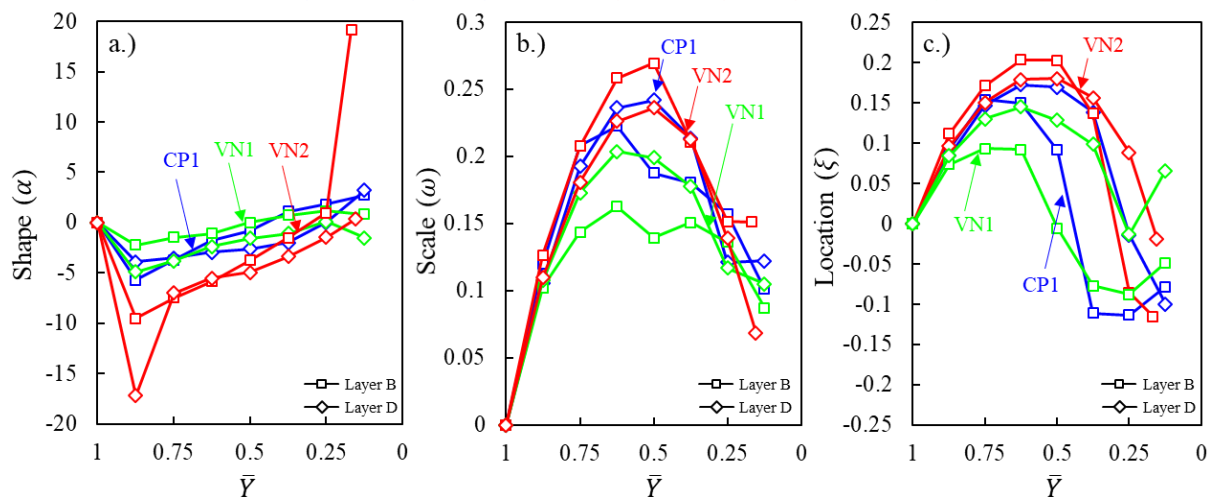 a.)
Shape (α)
20
15
10
5
0
-5
-10
-15
-20
CP1
VN1
VN2
Layer B
Layer D
1
0.75
0.5
0.25
0
Ȳ
b.)
Scale (ω)
0.3
0.25
0.2
0.15
0.1
0.05
0
CP1
VN2
VN1
Layer B
Layer D
1
0.75
0.5
0.25
0
Ȳ
c.)
Location (ξ)
0.25
0.2
0.15
0.1
0.05
0
-0.05
-0.1
-0.15
-0.2
-0.25
VN2
VN1
CP1
Layer B
Layer D
1
0.75
0.5
0.25
0
Ȳ